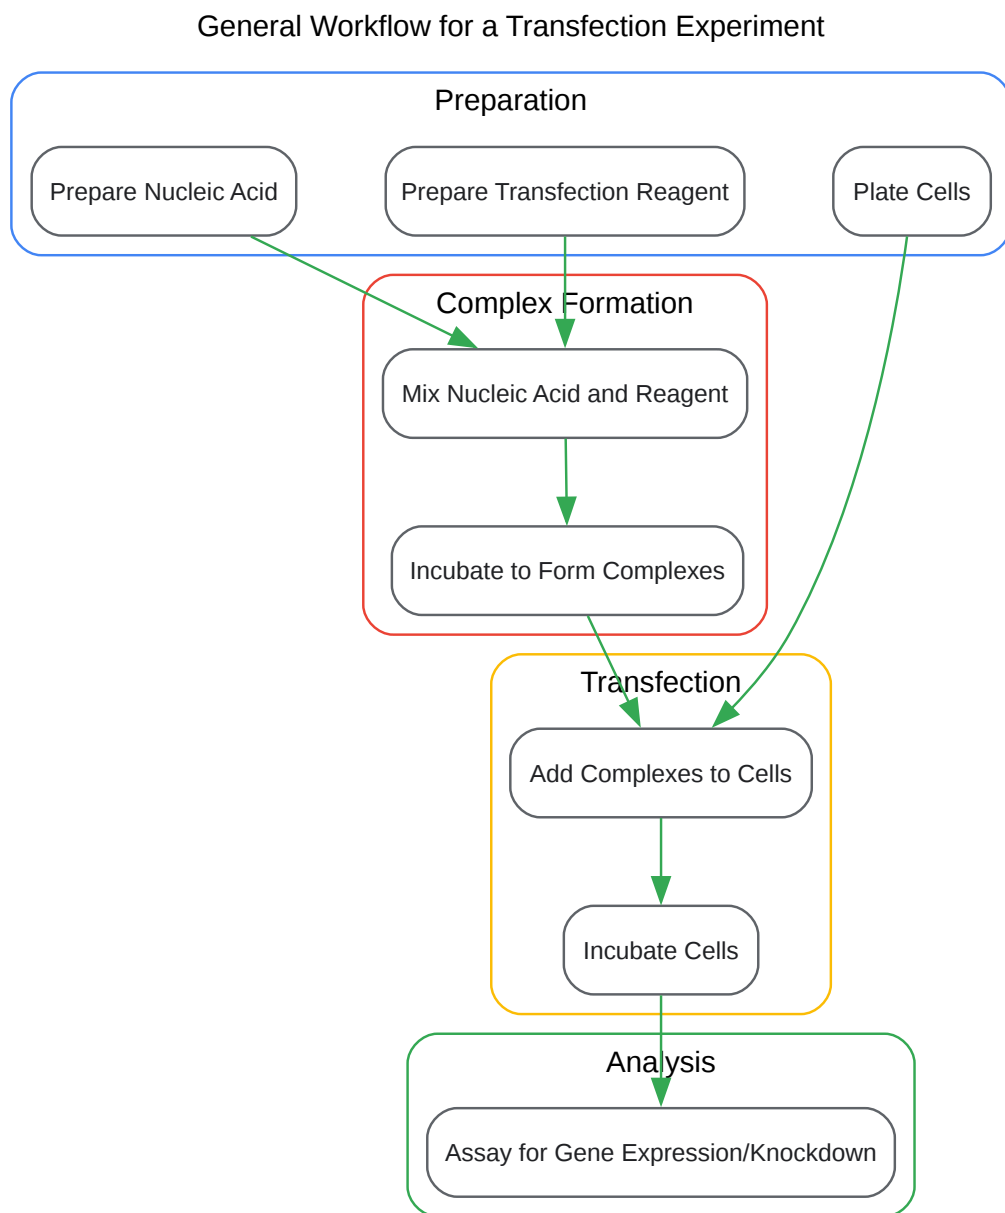 General Workflow for a Transfection Experiment
Preparation
Prepare Nucleic Acid
Prepare Transfection Reagent
Plate Cells
Complex Formation
Mix Nucleic Acid and Reagent
Incubate to Form Complexes
Transfection
Add Complexes to Cells
Incubate Cells
Analysis
Assay for Gene Expression/Knockdown